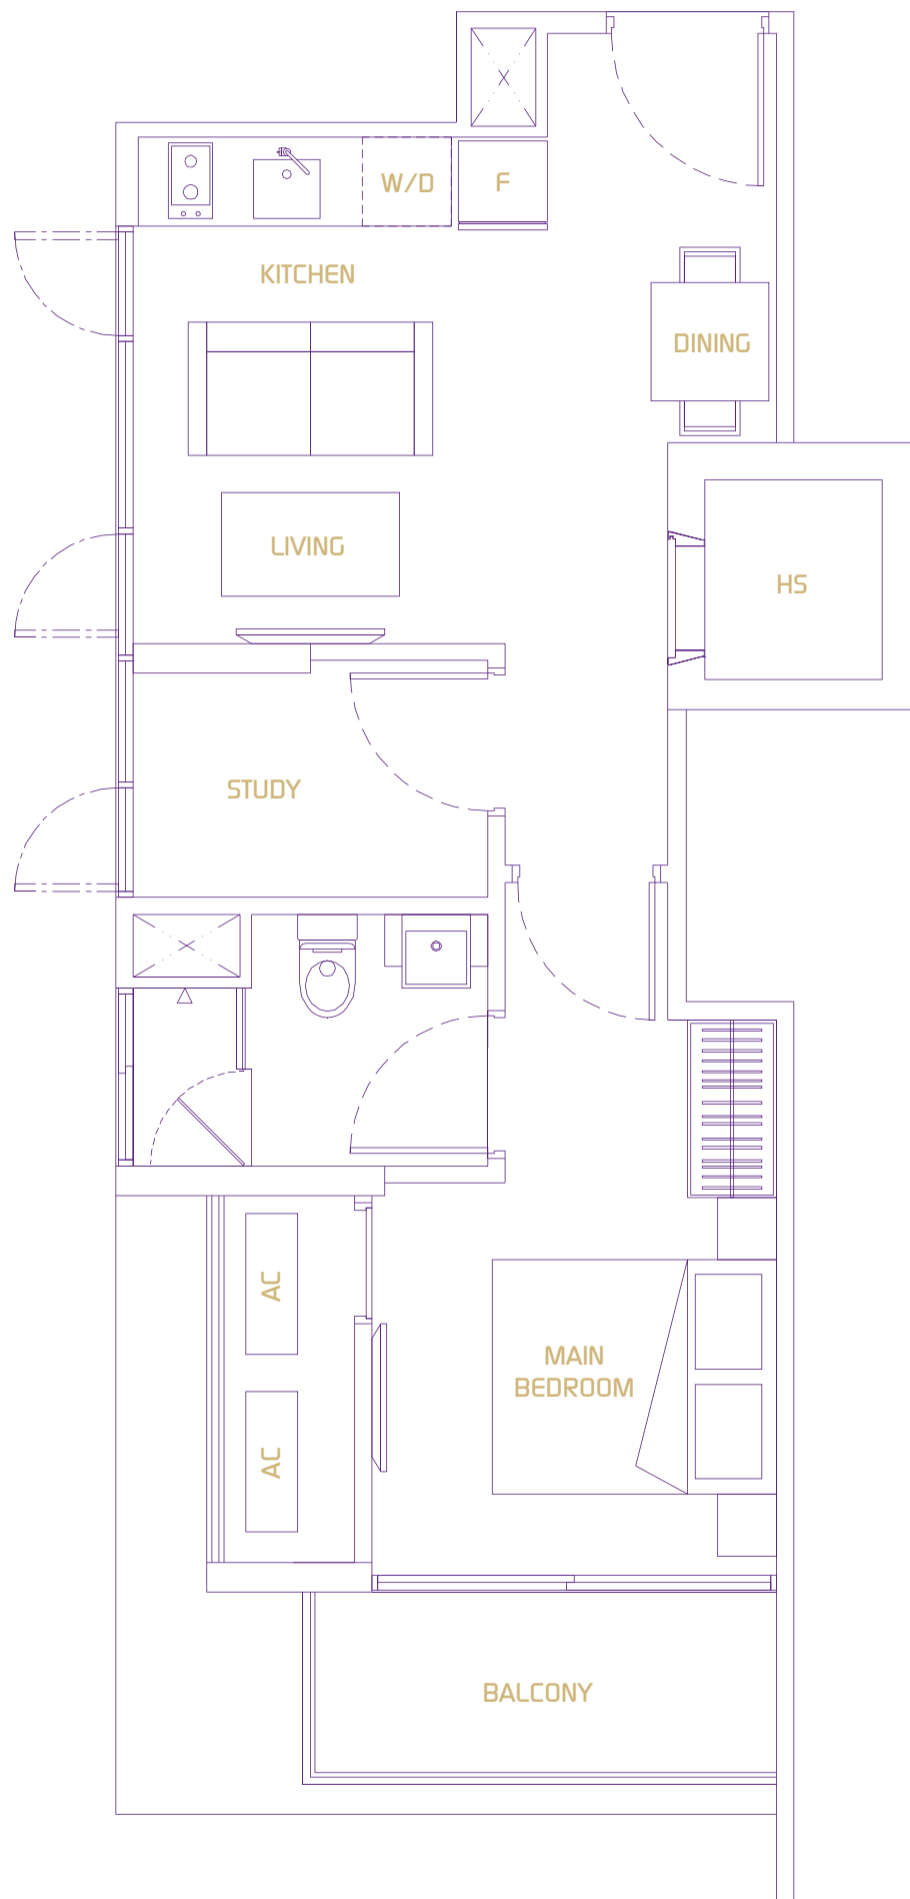 W/D
F
KITCHEN
DINING
LIVING
HS
STUDY
AC
MAIN
BEDROOM
AC
BALCONY